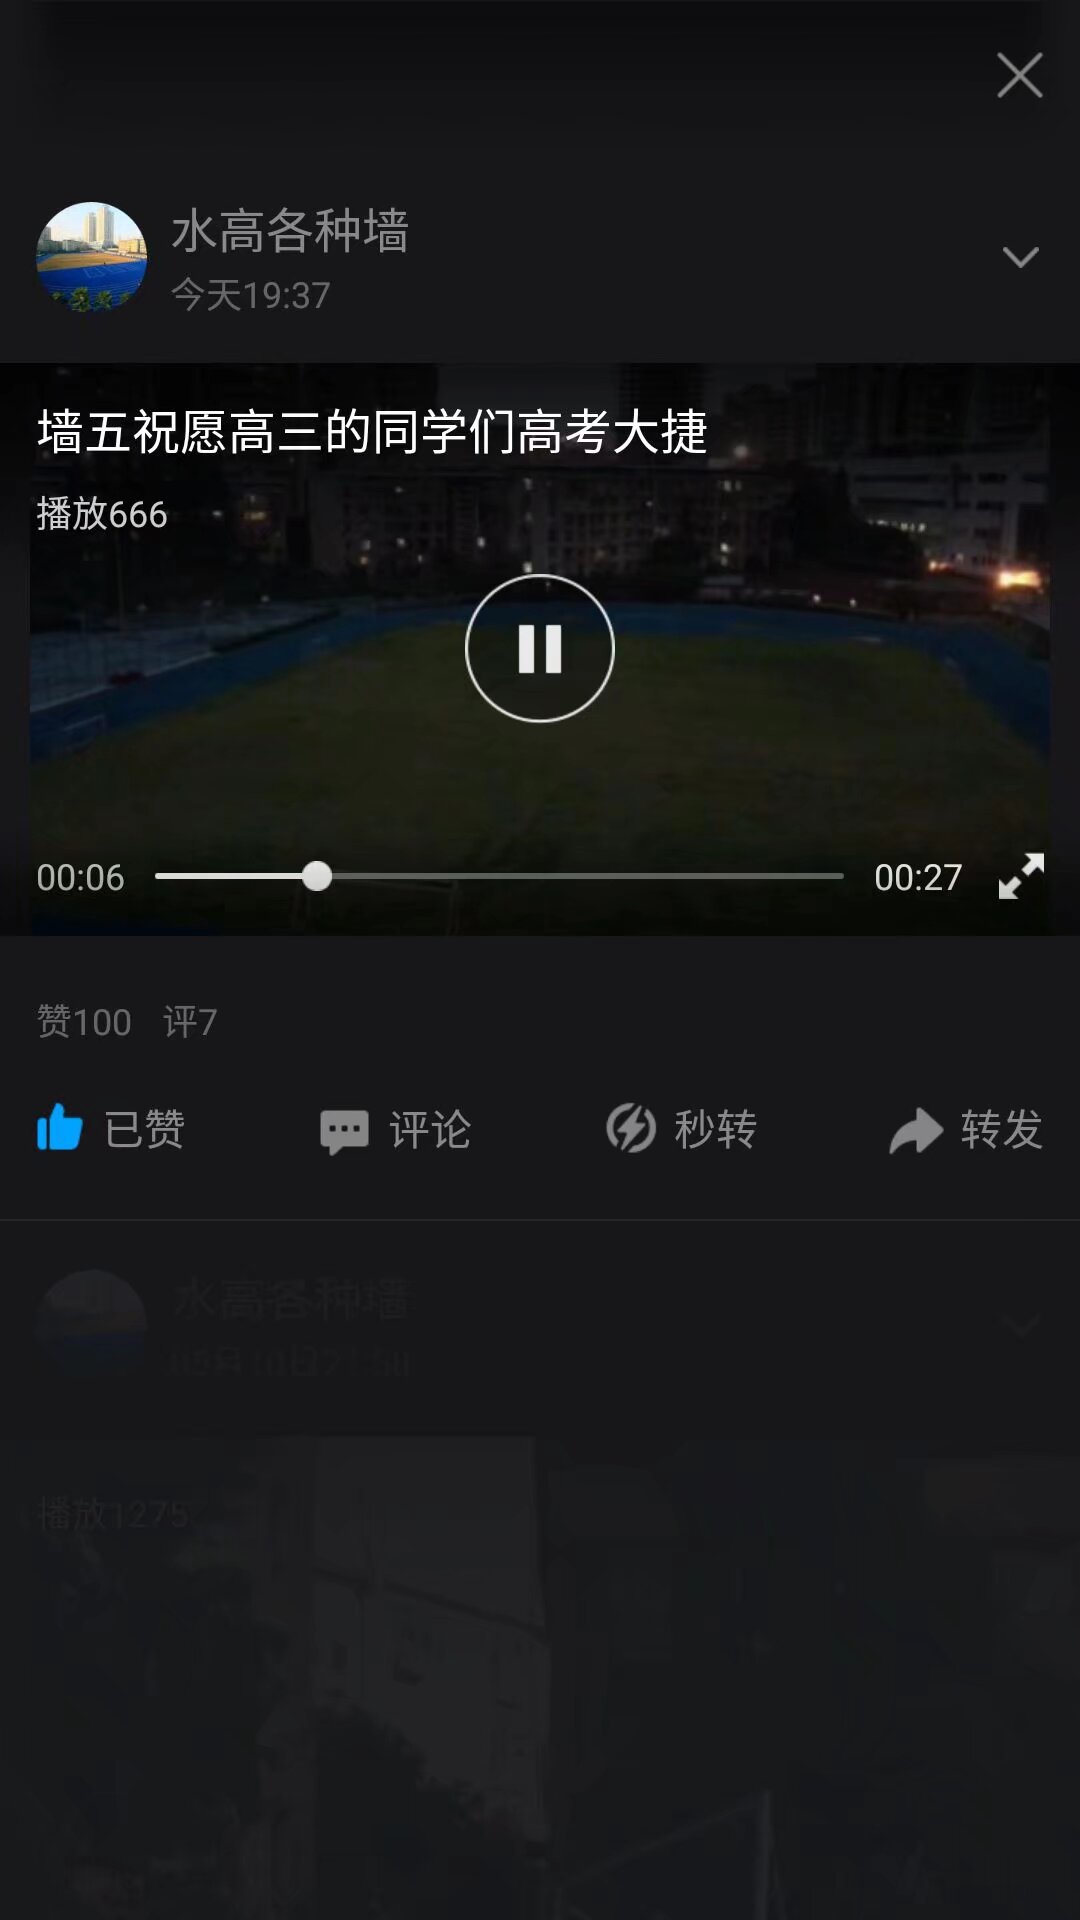 水高各种墙
今天19:37
墙五祝愿高三的同学们高考大捷
播放666
00:06
00:27
赞100 评7
已赞
评论
秒转
转发
水高各种墙
播放1275